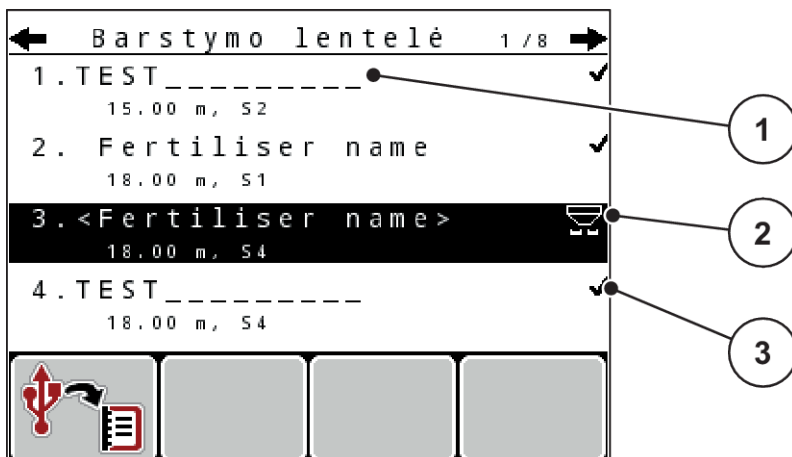 Barstymo lentelė 1/8
1.TEST_________
15.00 m, S2
1
2. Fertiliser name
18.00 m, S1
3.<Fertiliser name>
18.00 m, S4
2
4.TEST_________
18.00 m, S4
3